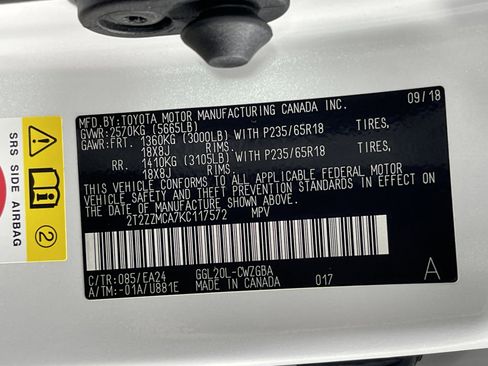 MFD.BY:TOYOTA MOTOR MANUFACTURING CANADA INC. 09/18
GVWR:2570KG (5665LB)
GAWR:FRT. 1360KG (3000LB) WITH P235/65R18 TIRES,
18X8J RIMS.
RR. 1410KG (3105LB) WITH P235/65R18 TIRES,
18X8J RIMS.
THIS VEHICLE CONFORMS TO ALL APPLICABLE FEDERAL MOTOR
VEHICLE SAFETY AND THEFT PREVENTION STANDARDS IN EFFECT
ON THE DATE OF MANUFACTURE SHOWN ABOVE.
2T2ZZMCA7KC117572 MPV
C/TR:085/EA24 GGL20L-CWZGBA A
A/TM:-01A/U881E MADE IN CANADA 017
SRS SIDE AIRBAG
2